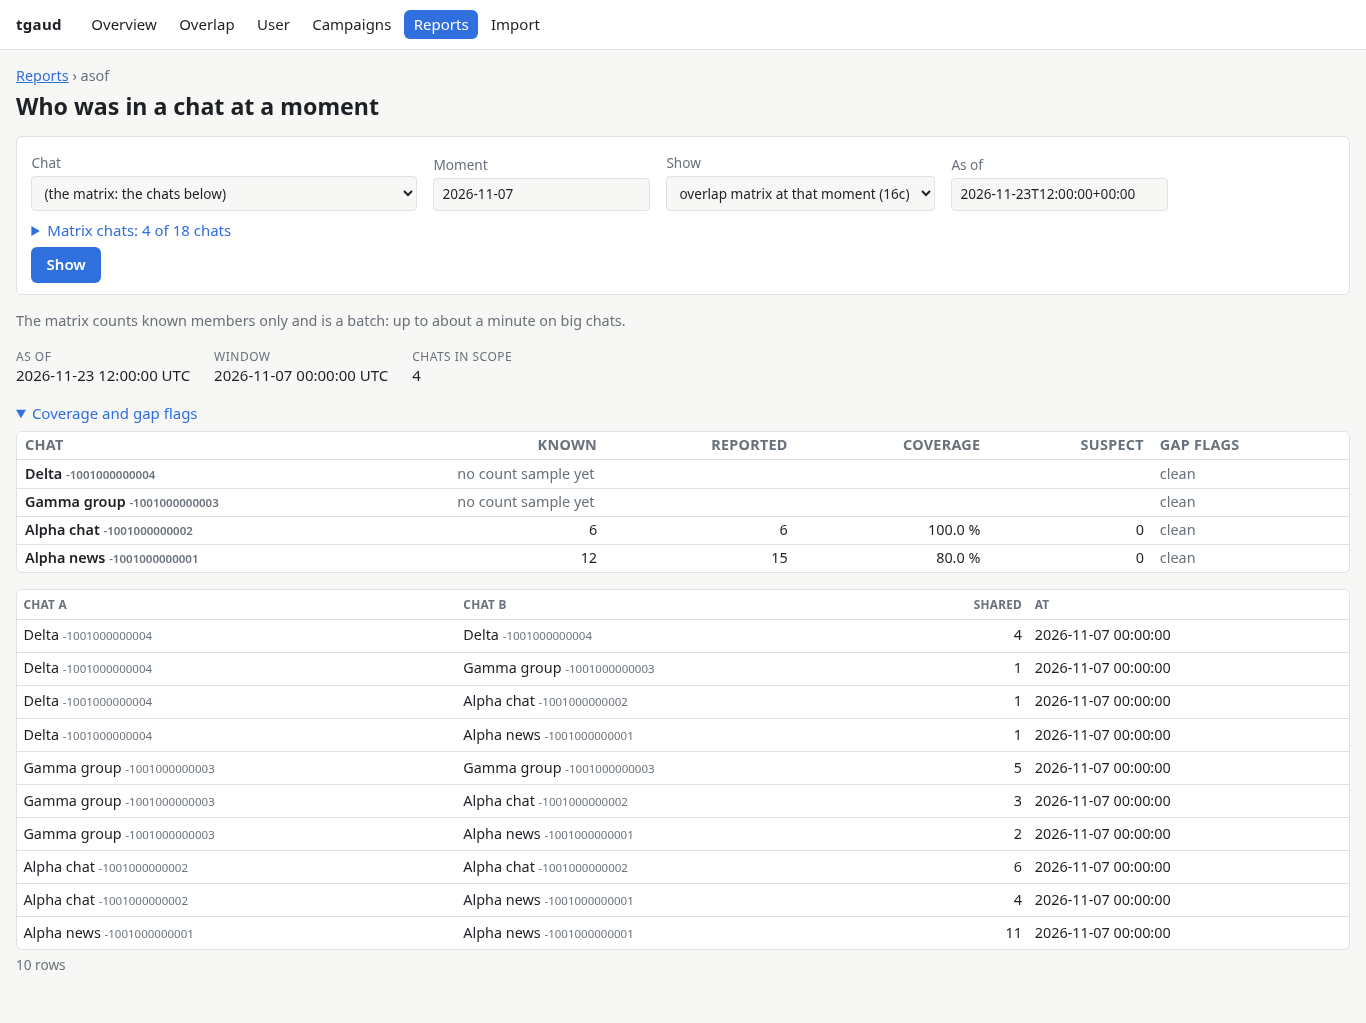 tgaud Overview Overlap User Campaigns Reports Import
Reports › asof
Who was in a chat at a moment
Chat Moment Show As of
(the matrix: the chats below) 2026-11-07 overlap matrix at that moment (16c) 2026-11-23T12:00:00+00:00
▶ Matrix chats: 4 of 18 chats
Show
The matrix counts known members only and is a batch: up to about a minute on big chats.
AS OF WINDOW CHATS IN SCOPE
2026-11-23 12:00:00 UTC 2026-11-07 00:00:00 UTC 4
▼ Coverage and gap flags
CHAT KNOWN REPORTED COVERAGE SUSPECT GAP FLAGS
Delta -1001000000004 no count sample yet clean
Gamma group -1001000000003 no count sample yet clean
Alpha chat -1001000000002 6 6 100.0 % 0 clean
Alpha news -1001000000001 12 15 80.0 % 0 clean
CHAT A CHAT B SHARED AT
Delta -1001000000004 Delta -1001000000004 4 2026-11-07 00:00:00
Delta -1001000000004 Gamma group -1001000000003 1 2026-11-07 00:00:00
Delta -1001000000004 Alpha chat -1001000000002 1 2026-11-07 00:00:00
Delta -1001000000004 Alpha news -1001000000001 1 2026-11-07 00:00:00
Gamma group -1001000000003 Gamma group -1001000000003 5 2026-11-07 00:00:00
Gamma group -1001000000003 Alpha chat -1001000000002 3 2026-11-07 00:00:00
Gamma group -1001000000003 Alpha news -1001000000001 2 2026-11-07 00:00:00
Alpha chat -1001000000002 Alpha chat -1001000000002 6 2026-11-07 00:00:00
Alpha chat -1001000000002 Alpha news -1001000000001 4 2026-11-07 00:00:00
Alpha news -1001000000001 Alpha news -1001000000001 11 2026-11-07 00:00:00
10 rows